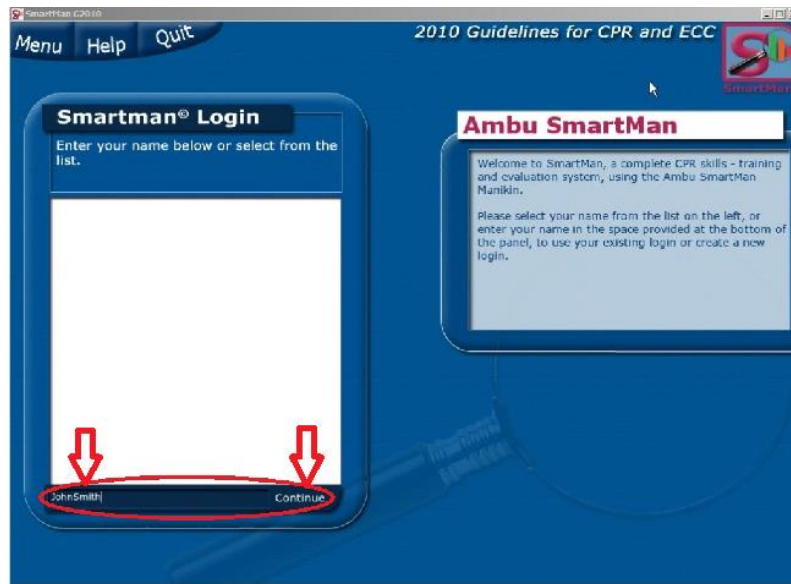 SmartMan C2010
Menu Help Quit
2010 Guidelines for CPR and ECC
SmartMan
Smartman® Login
Enter your name below or select from the
list.
JohnSmith
Continue
Ambu SmartMan
Welcome to SmartMan, a complete CPR skills - training
and evaluation system, using the Ambu SmartMan
Manikin.
Please select your name from the list on the left, or
enter your name in the space provided at the bottom of
the panel, to use your existing login or create a new
login.